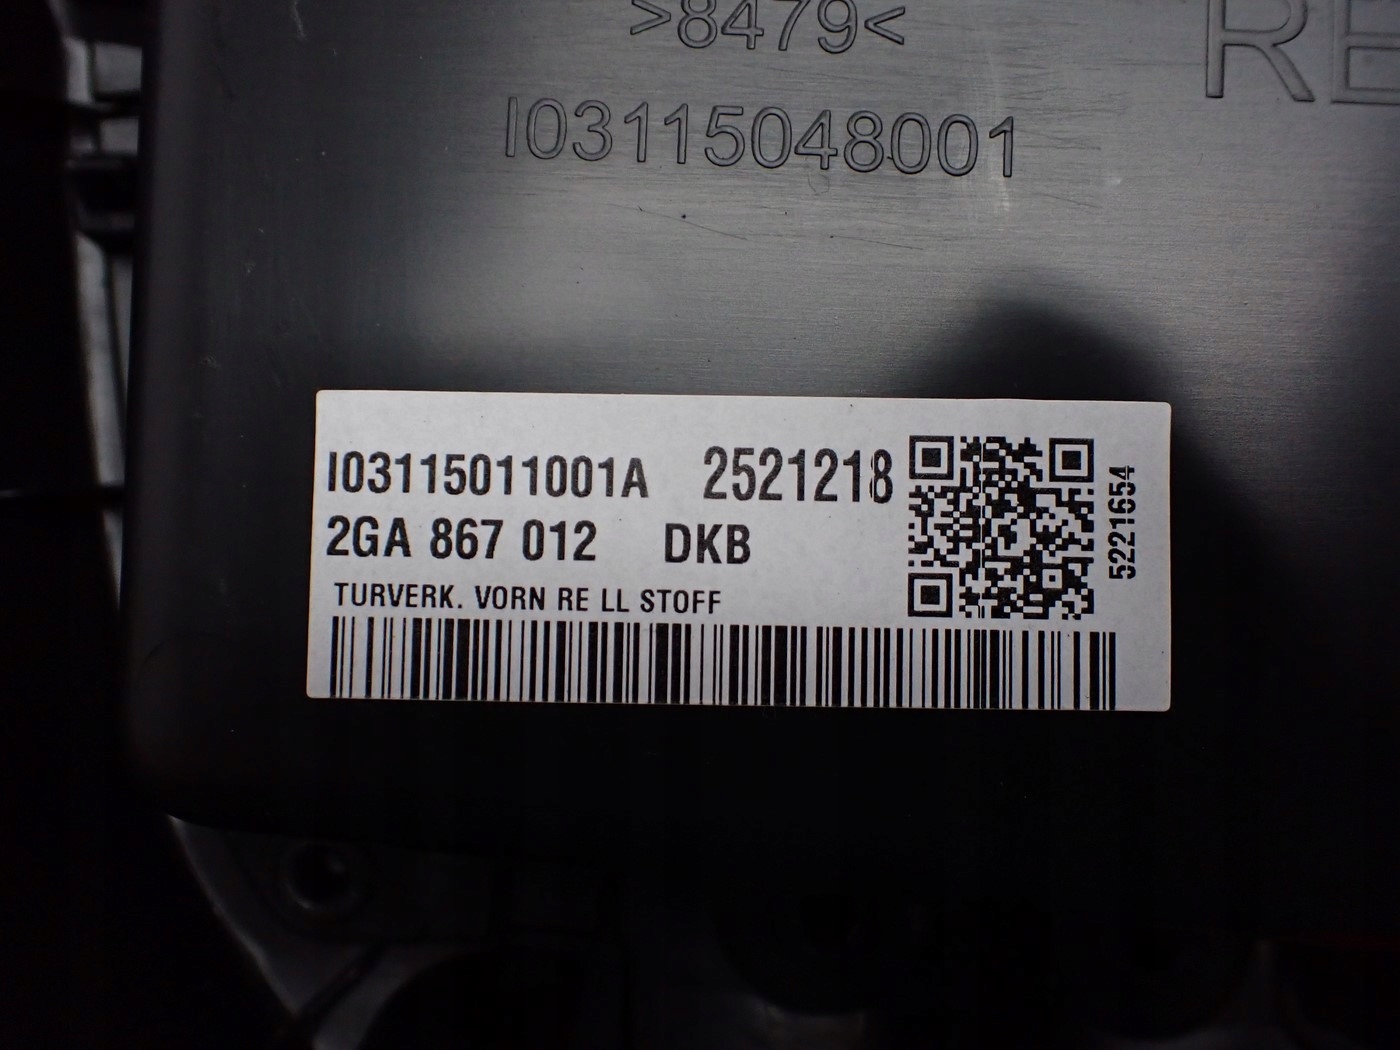 >8479<
RE
I03115048001
I03115011001A 2521218
2GA 867 012 DKB
TURVERK. VORN RE LL STOFF
5221654